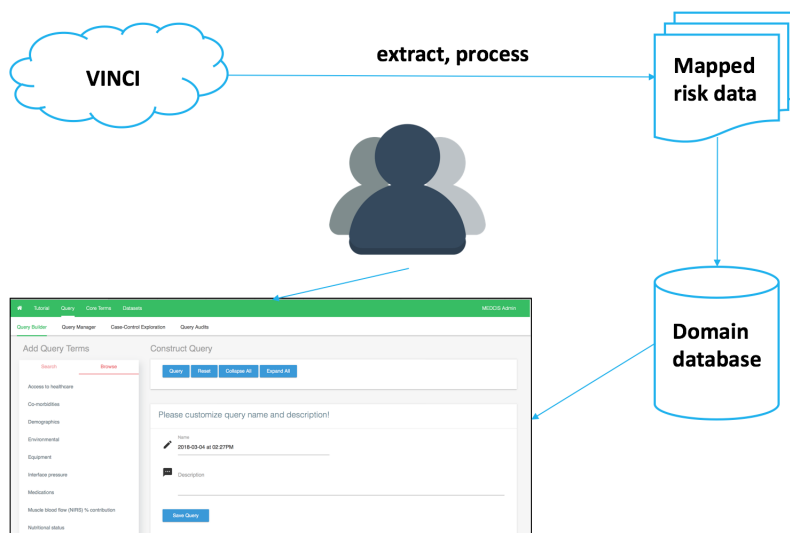 VINCI
extract, process
Mapped
risk data
Domain
database
Tutorial Query Core Terms Datasets MEDCIS Admin
Query Builder Query Manager Case-Control Exploration Query Audits
Add Query Terms
Search Browse
Access to healthcare
Co-morbidities
Demographics
Environmental
Equipment
Interface pressure
Medications
Muscle blood flow (NIRS) % contribution
Nutritional status
Construct Query
Query Reset Collapse All Expand All
Please customize query name and description!
Name
2018-03-04 at 02:27PM
Description
Save Query